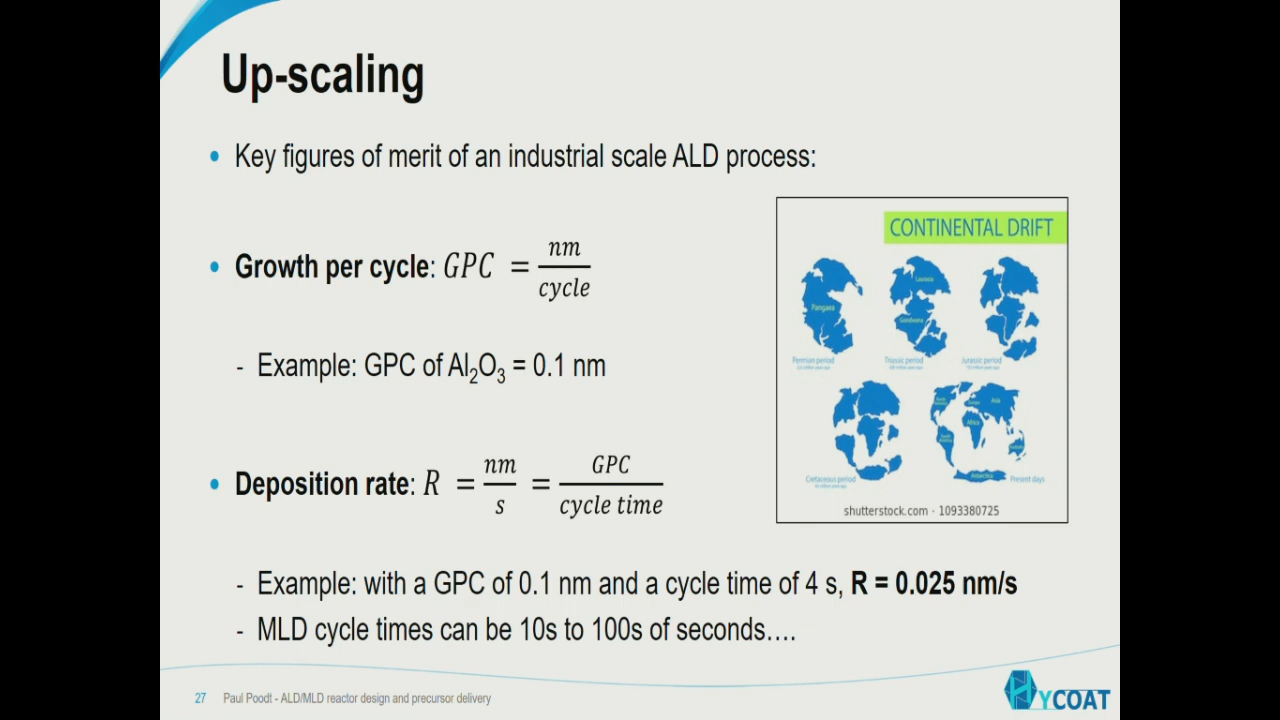 Up-scaling
• Key figures of merit of an industrial scale ALD process:
• Growth per cycle: GPC = nm/cycle
- Example: GPC of Al₂O₃ = 0.1 nm
• Deposition rate: R = nm/s = GPC/cycle time
- Example: with a GPC of 0.1 nm and a cycle time of 4 s, R = 0.025 nm/s
- MLD cycle times can be 10s to 100s of seconds….
CONTINENTAL DRIFT
Pangaea
Laurasia
Gondwana
Permian period
Triassic period
Jurassic period
Asia
Africa
Antarctica
Cretaceous period
Present days
shutterstock.com · 1093380725
27 Paul Poodt - ALD/MLD reactor design and precursor delivery
HYCOAT